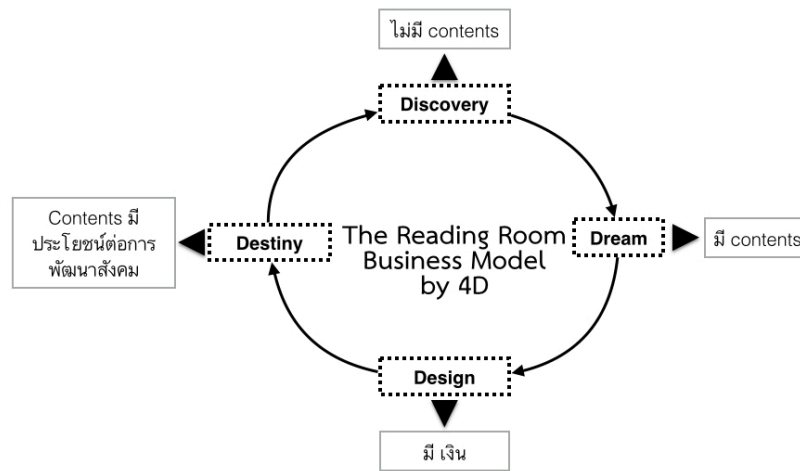 ไม่มี contents
Discovery
Contents มี
ประโยชน์ต่อการ
พัฒนาสังคม
Destiny
The Reading Room
Business Model
by 4D
Dream
มี contents
Design
มี เงิน